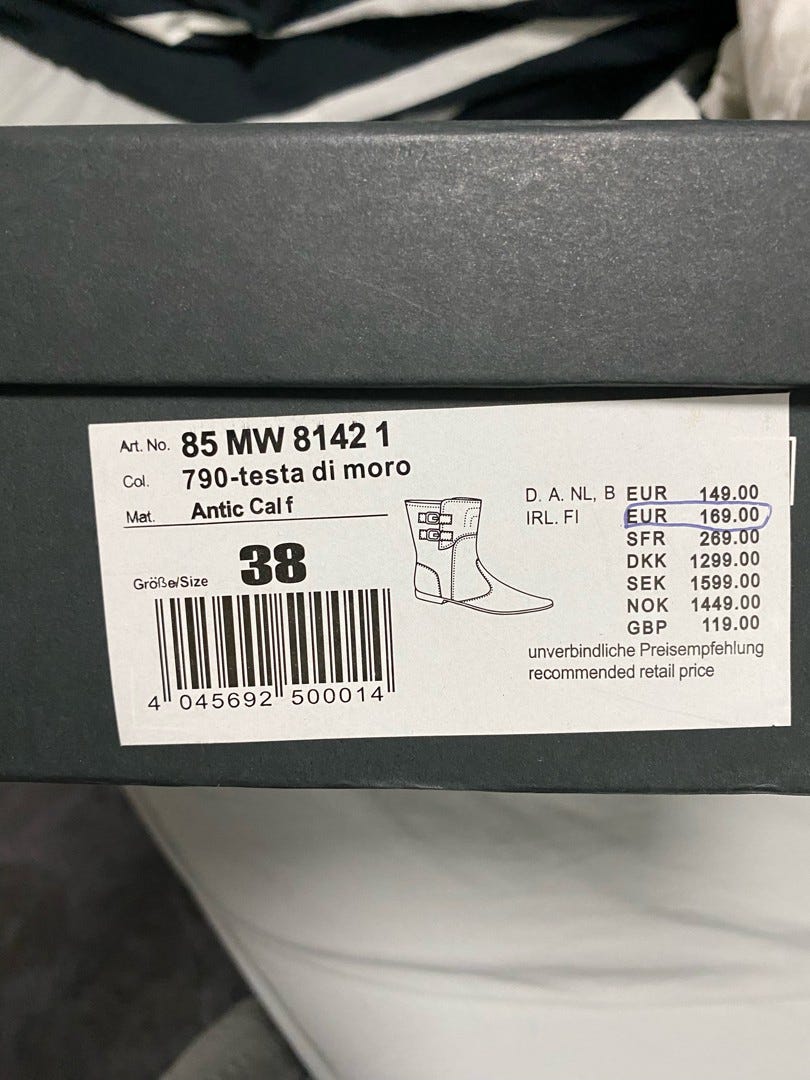 Art. No. 85 MW 8142 1
Col. 790-testa di moro
Mat. Antic Calf
Größe/Size 38
4 045692 500014
D. A. NL, B EUR 149.00
IRL. FI EUR 169.00
SFR 269.00
DKK 1299.00
SEK 1599.00
NOK 1449.00
GBP 119.00
unverbindliche Preisempfehlung
recommended retail price